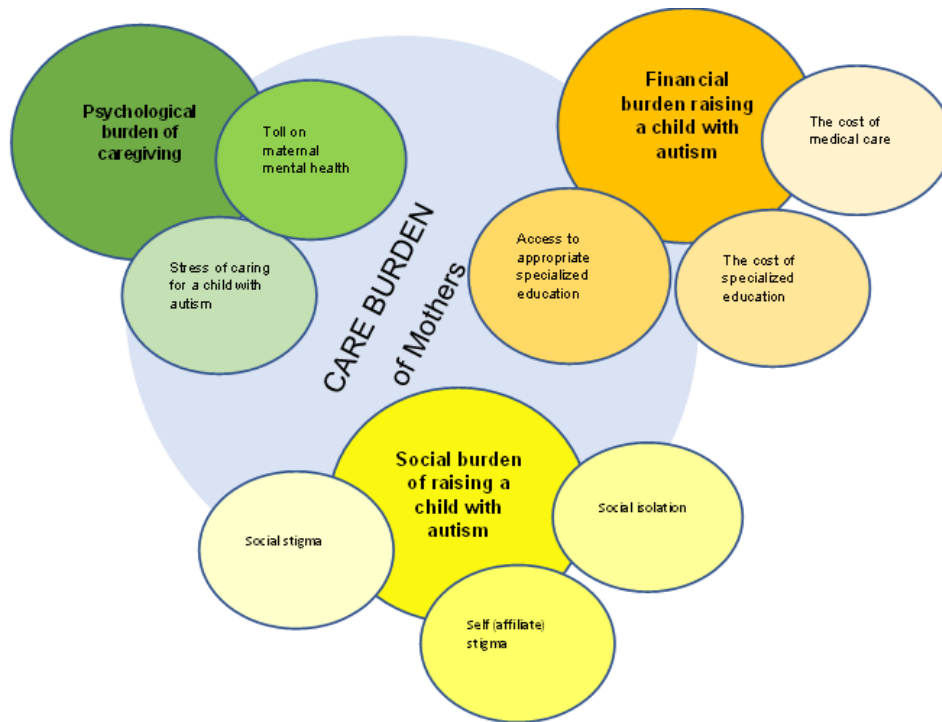 Psychological
burden of
caregiving
Toll on
maternal
mental health
Stress of caring
for a child with
autism
CARE BURDEN
of Mothers
Financial
burden raising
a child with
autism
The cost of
medical care
Access to
appropriate
specialized
education
The cost of
specialized
education
Social burden
of raising a
child with
autism
Social stigma
Social isolation
Self (affiliate)
stigma